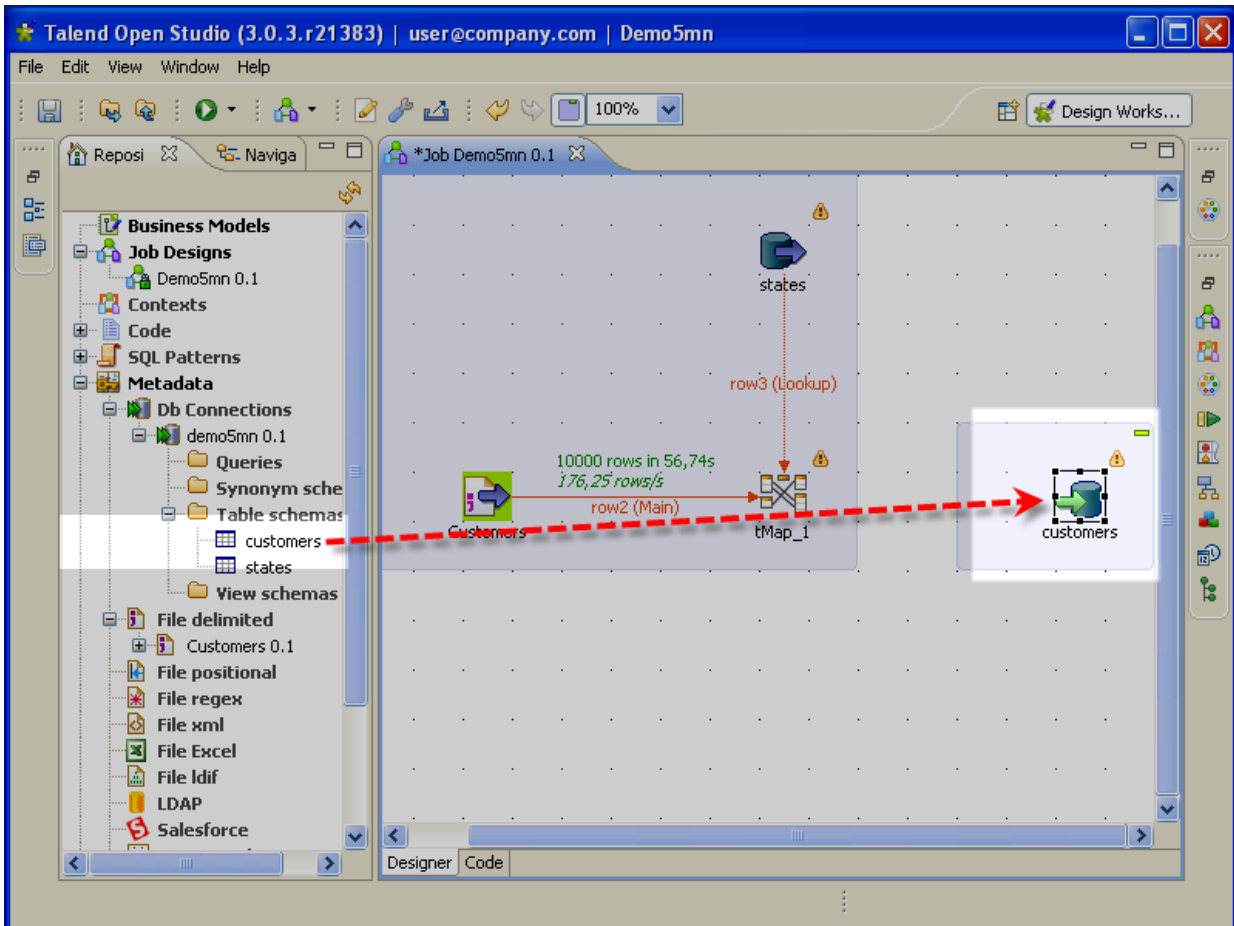 Talend Open Studio (3.0.3.r21383) | user@company.com | Demo5mn
File Edit View Window Help
100%
Design Works...
Reposi
Naviga
*Job Demo5mn 0.1
Business Models
Job Designs
Demo5mn 0.1
Contexts
Code
SQL Patterns
Metadata
Db Connections
demo5mn 0.1
Queries
Synonym sche
Table schemas
customers
states
View schemas
File delimited
Customers 0.1
File positional
File regex
File xml
File Excel
File ldif
LDAP
Salesforce
states
row3 (Lookup)
10000 rows in 56,74s
176,25 rows/s
row2 (Main)
Customers
tMap_1
customers
Designer Code